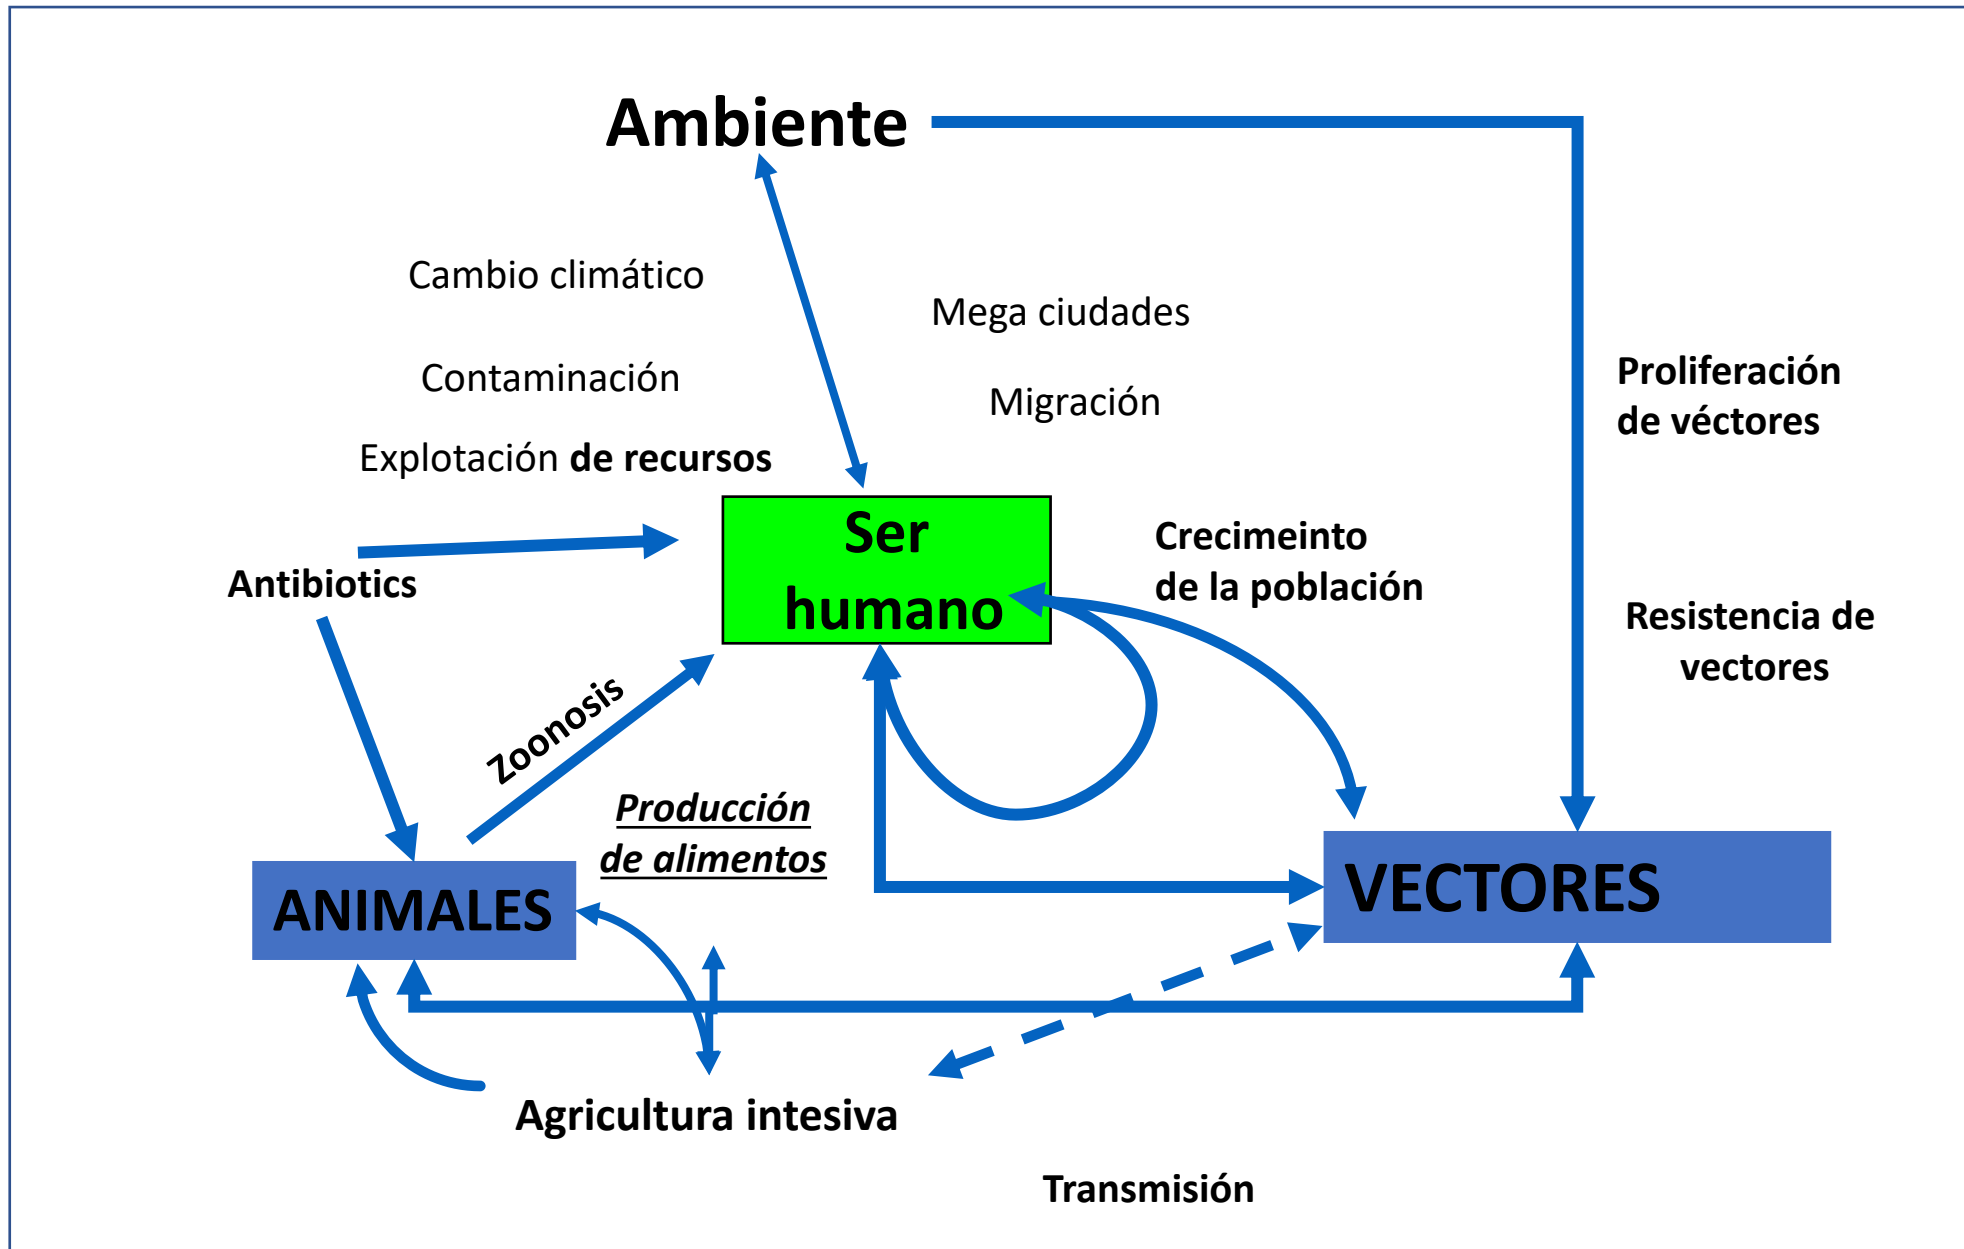 Ambiente
Cambio climático
Mega ciudades
Contaminación
Migración
Proliferación
de véctores
Explotación de recursos
Ser
humano
Crecimeinto
de la población
Antibiotics
Resistencia de
vectores
Zoonosis
Producción
de alimentos
ANIMALES
VECTORES
Agricultura intesiva
Transmisión